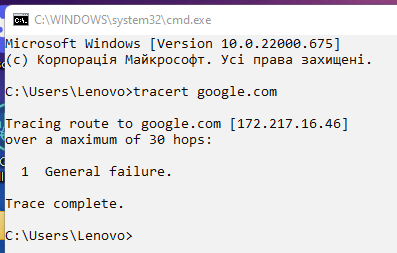 C:\WINDOWS\system32\cmd.exe
Microsoft Windows [Version 10.0.22000.675]
(c) Корпорація Майкрософт. Усі права захищені.
C:\Users\Lenovo>tracert google.com
Tracing route to google.com [172.217.16.46]
over a maximum of 30 hops:
1 General failure.
Trace complete.
C:\Users\Lenovo>